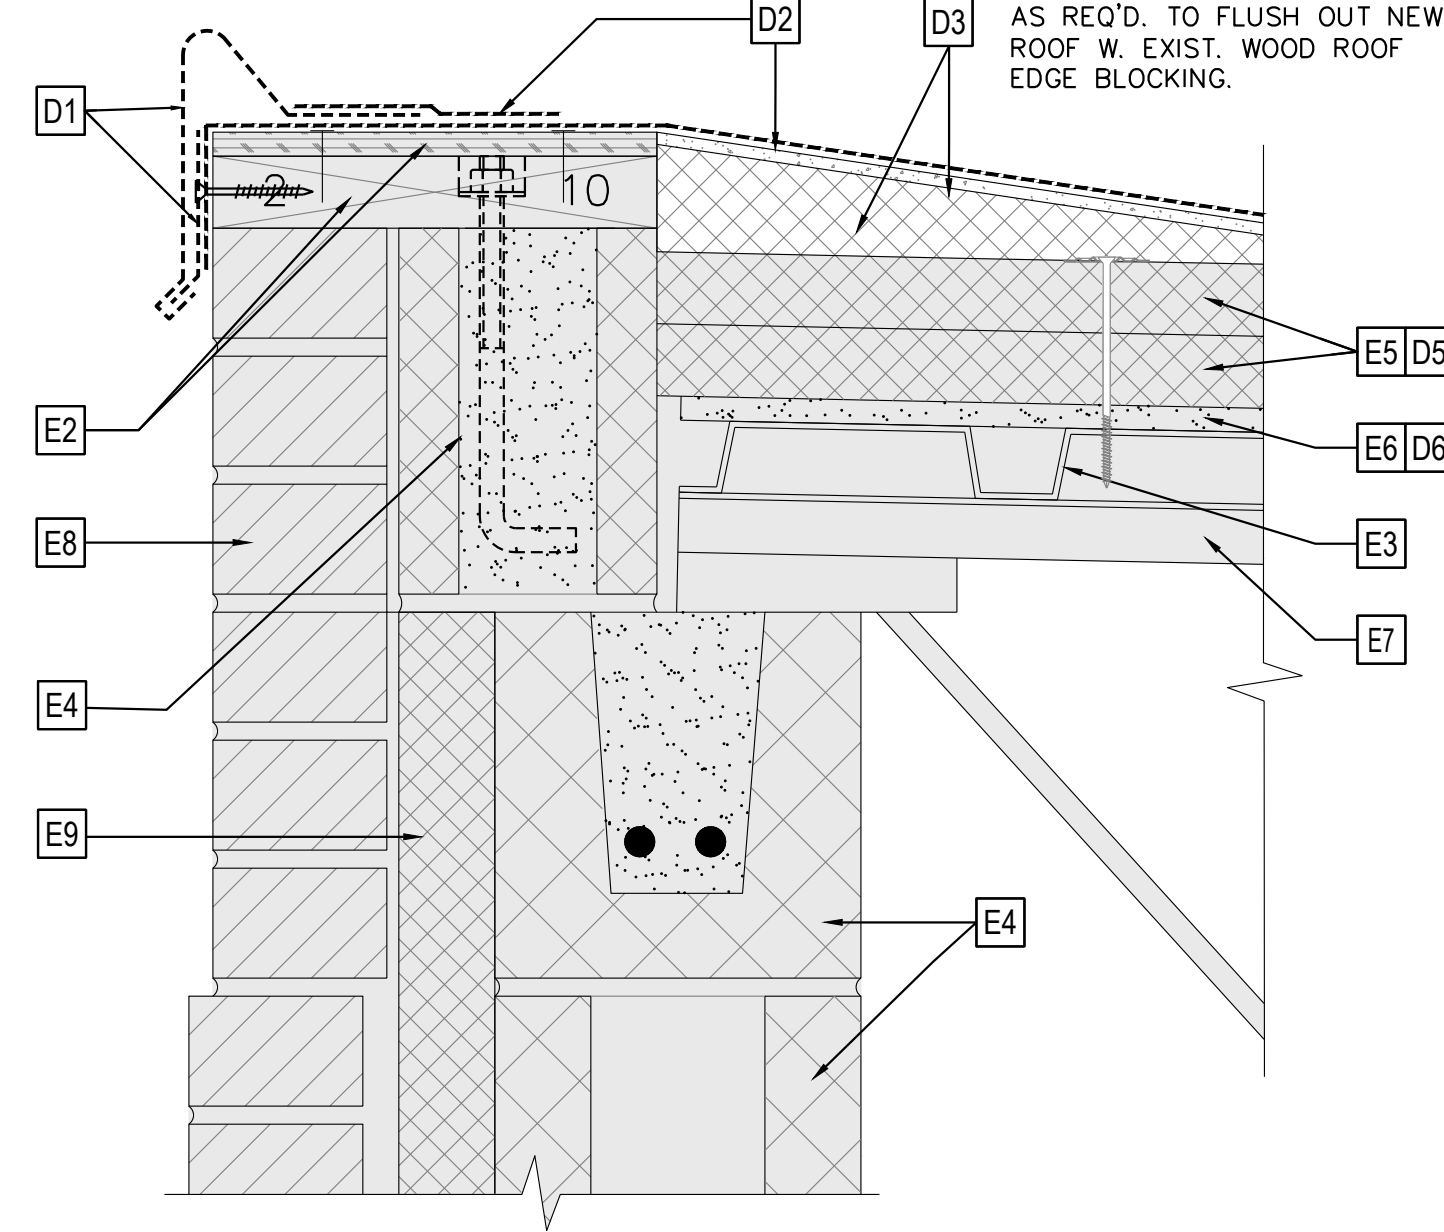 D2
D3
AS REQ'D. TO FLUSH OUT NEW
ROOF W. EXIST. WOOD ROOF
EDGE BLOCKING.
D1
2
10
E5 D5
E2
E6 D6
E8
E3
E7
E4
E9
E4